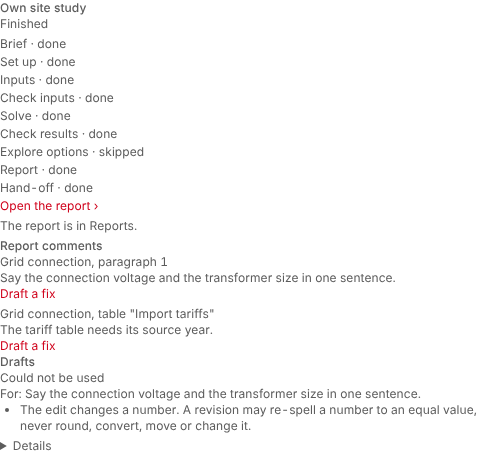 Own site study
Finished
Brief · done
Set up · done
Inputs · done
Check inputs · done
Solve · done
Check results · done
Explore options · skipped
Report · done
Hand-off · done
Open the report ›
The report is in Reports.
Report comments
Grid connection, paragraph 1
Say the connection voltage and the transformer size in one sentence.
Draft a fix
Grid connection, table "Import tariffs"
The tariff table needs its source year.
Draft a fix
Drafts
Could not be used
For: Say the connection voltage and the transformer size in one sentence.
• The edit changes a number. A revision may re-spell a number to an equal value,
never round, convert, move or change it.
▶ Details